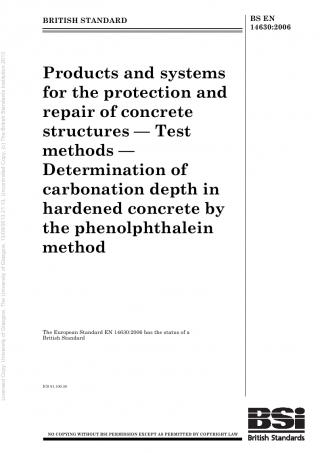 BRITISH STANDARD
BS EN
14630:2006
Products and systems
for the protection and
repair of concrete
structures — Test
methods —
Determination of
carbonation depth in
hardened concrete by
the phenolphthalein
method
The European Standard EN 14630:2006 has the status of a
British Standard
ICS 91.100.30
NO COPYING WITHOUT BSI PERMISSION EXCEPT AS PERMITTED BY COPYRIGHT LAW
BSi
British Standards
Licensed Copy: University of Glasgow, The University of Glasgow, 13/09/2013 21:13, Uncontrolled Copy, (c) The British Standards Institution 2013